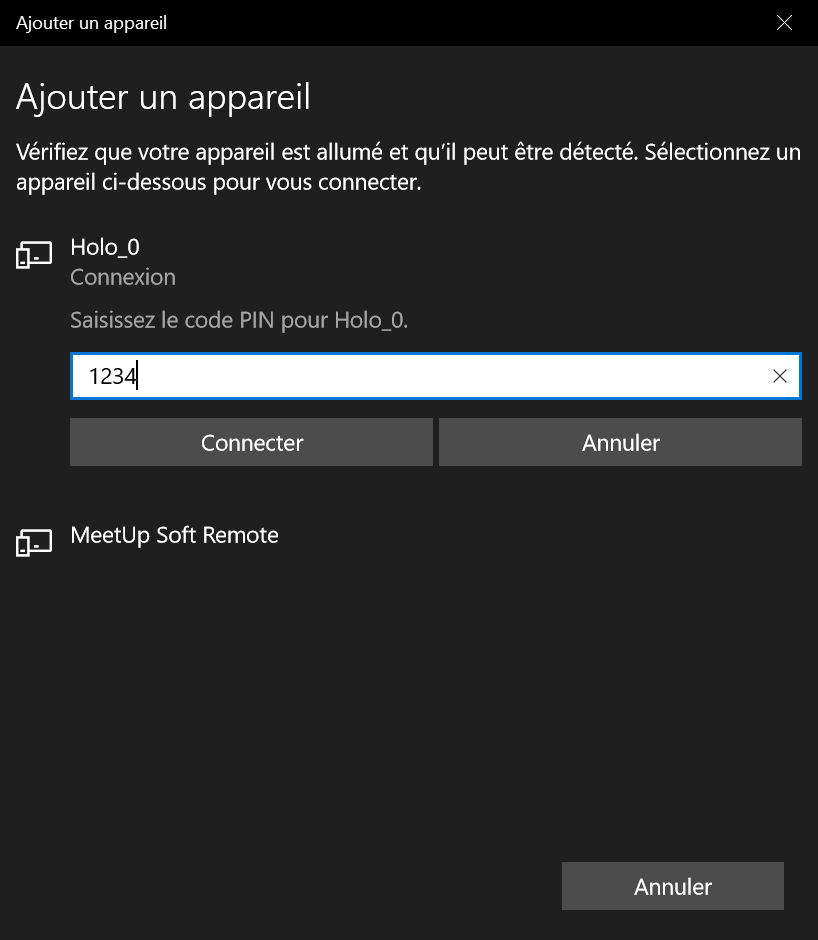 Ajouter un appareil
Ajouter un appareil
Vérifiez que votre appareil est allumé et qu’il peut être détecté. Sélectionnez un
appareil ci-dessous pour vous connecter.
Holo_0
Connexion
Saisissez le code PIN pour Holo_0.
1234
Connecter
Annuler
MeetUp Soft Remote
Annuler